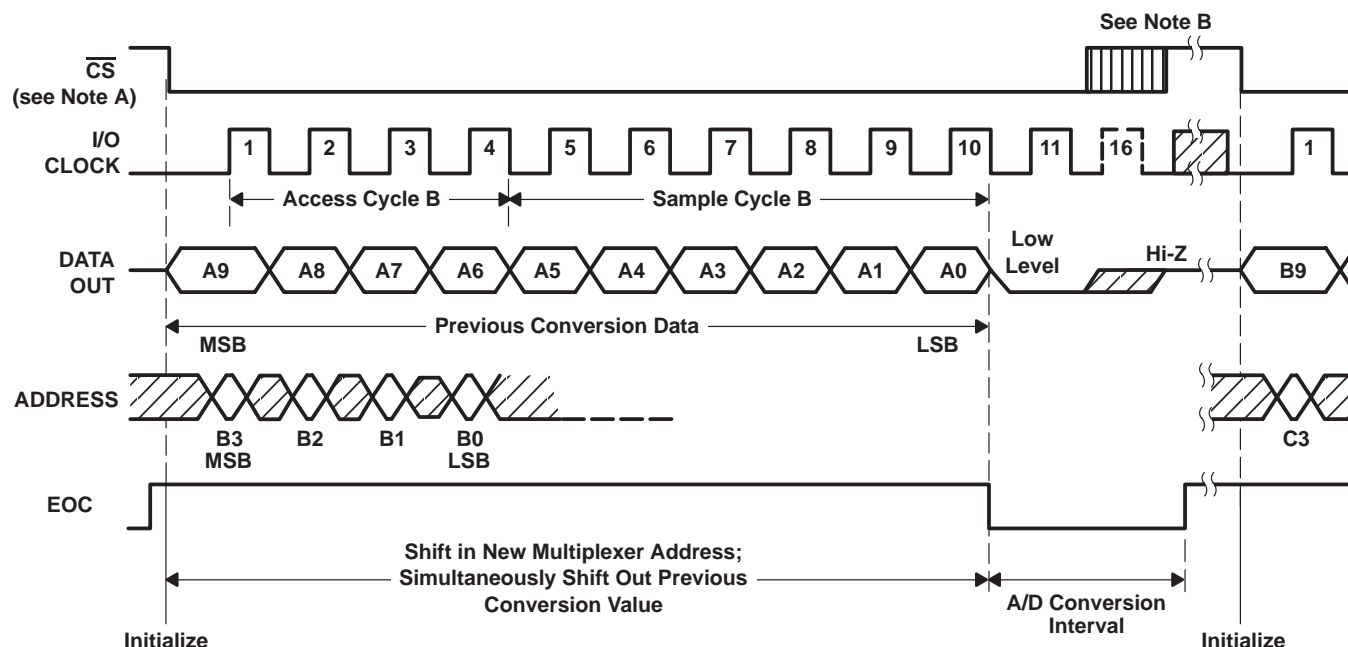 See Note B
CS
(see Note A)
I/O
CLOCK
1 2 3 4 5 6 7 8 9 10 11 16 1
Access Cycle B
Sample Cycle B
DATA
OUT
A9 A8 A7 A6 A5 A4 A3 A2 A1 A0
Low
Level
Hi-Z
B9
Previous Conversion Data
MSB
LSB
ADDRESS
B3 B2 B1 B0
MSB LSB
C3
EOC
Shift in New Multiplexer Address;
Simultaneously Shift Out Previous
Conversion Value
A/D Conversion
Interval
Initialize
Initialize